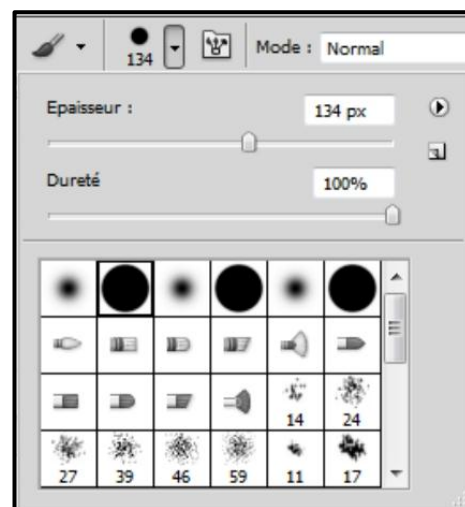 134 Mode : Normal
Epaisseur : 134 px
Dureté 100%
14 24
27 39 46 59 11 17